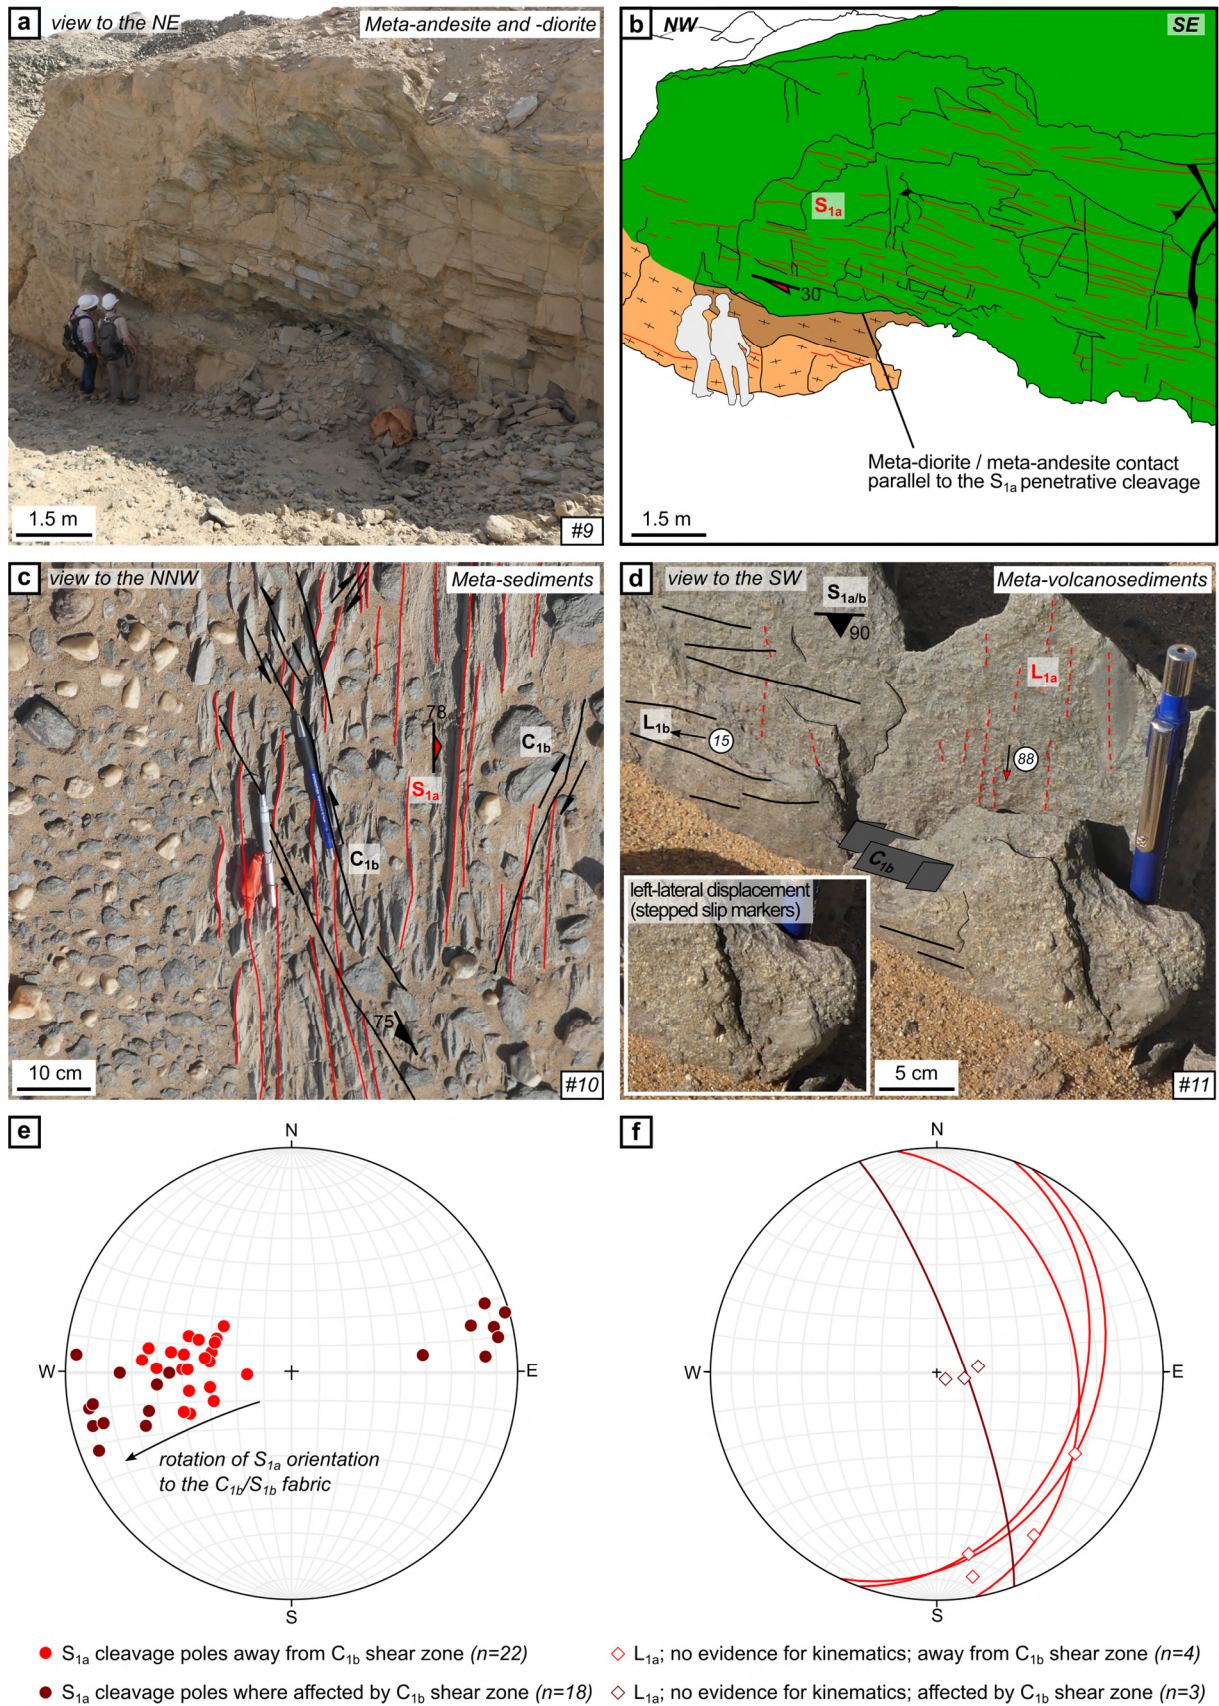 a
view to the NE
Meta-andesite and -diorite
1.5 m
#9
b
NW
SE
S1a
30
Meta-diorite / meta-andesite contact
parallel to the S1a penetrative cleavage
1.5 m
c
view to the NNW
Meta-sediments
78
C1b
S1a
C1b
75
10 cm
#10
d
view to the SW
Meta-volcanosediments
S1a/b
90
L1a
L1b
15
88
C1b
left-lateral displacement
(stepped slip markers)
5 cm
#11
e
N
W
E
S
rotation of S1a orientation
to the C1b/S1b fabric
f
N
W
E
S
S1a cleavage poles away from C1b shear zone (n=22)
S1a cleavage poles where affected by C1b shear zone (n=18)
L1a; no evidence for kinematics; away from C1b shear zone (n=4)
L1a; no evidence for kinematics; affected by C1b shear zone (n=3)